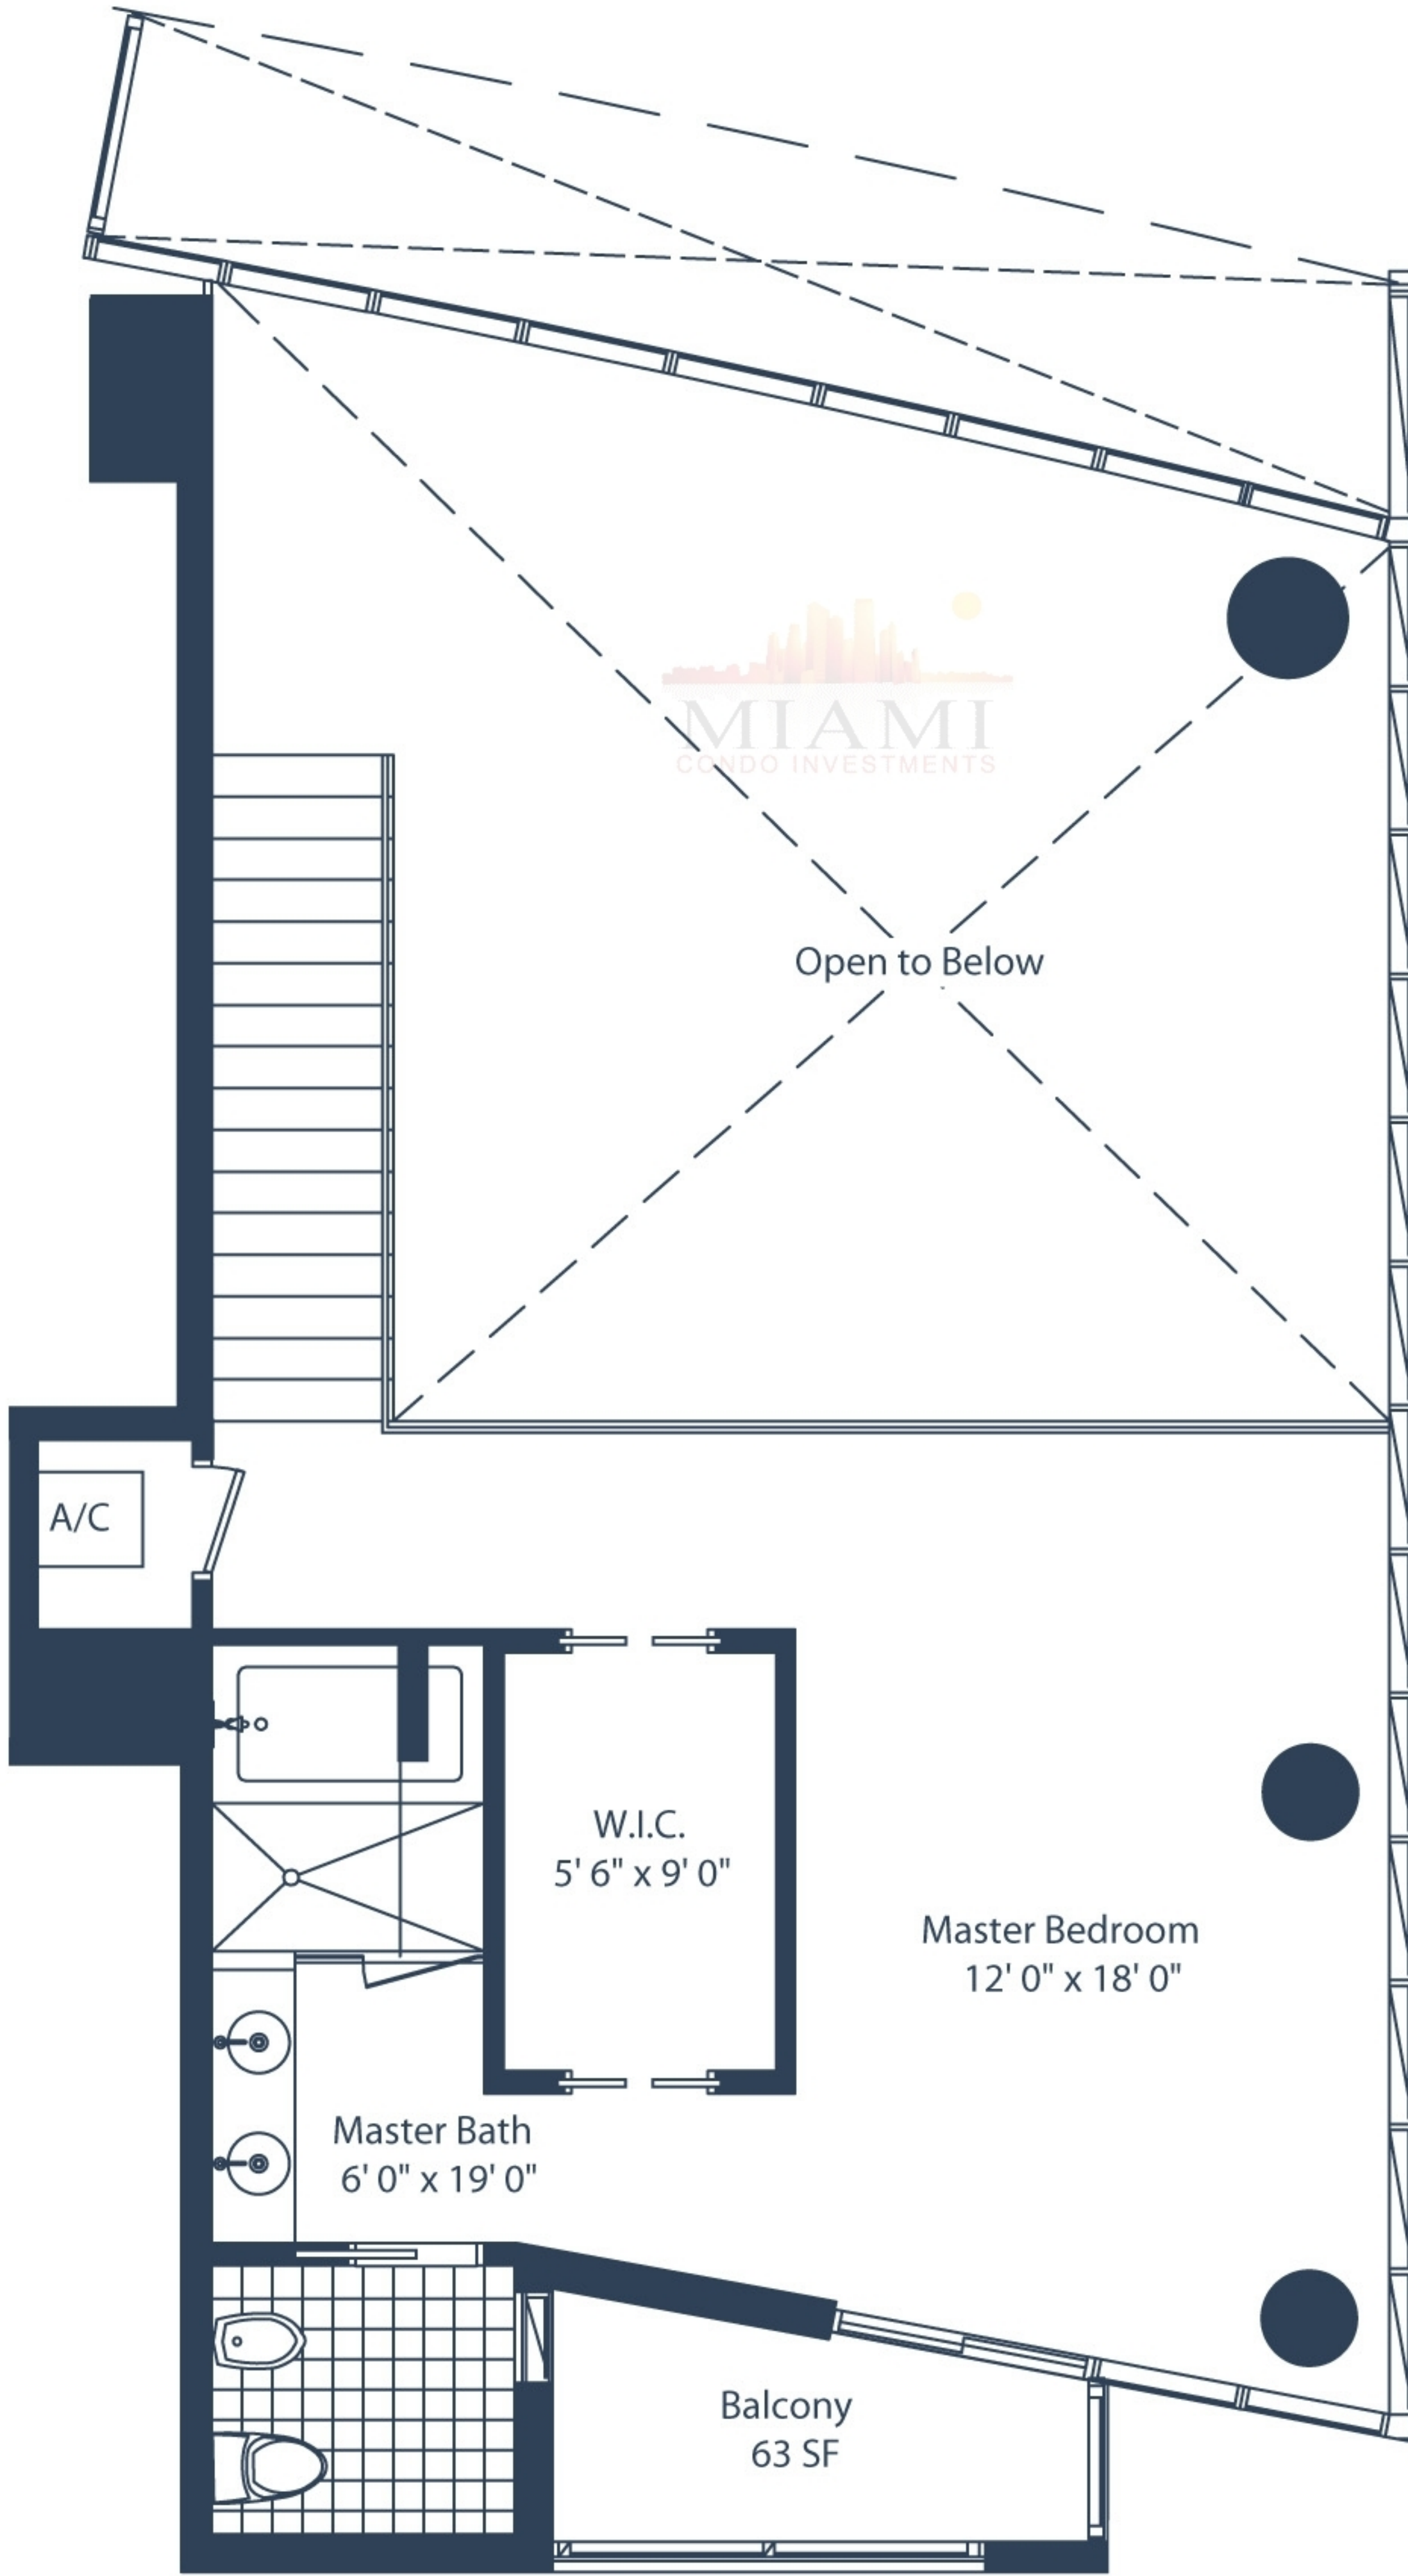 MIAMI
CONDO INVESTMENTS
Open to Below
A/C
W.I.C.
5' 6" x 9' 0"
Master Bedroom
12' 0" x 18' 0"
Master Bath
6' 0" x 19' 0"
Balcony
63 SF